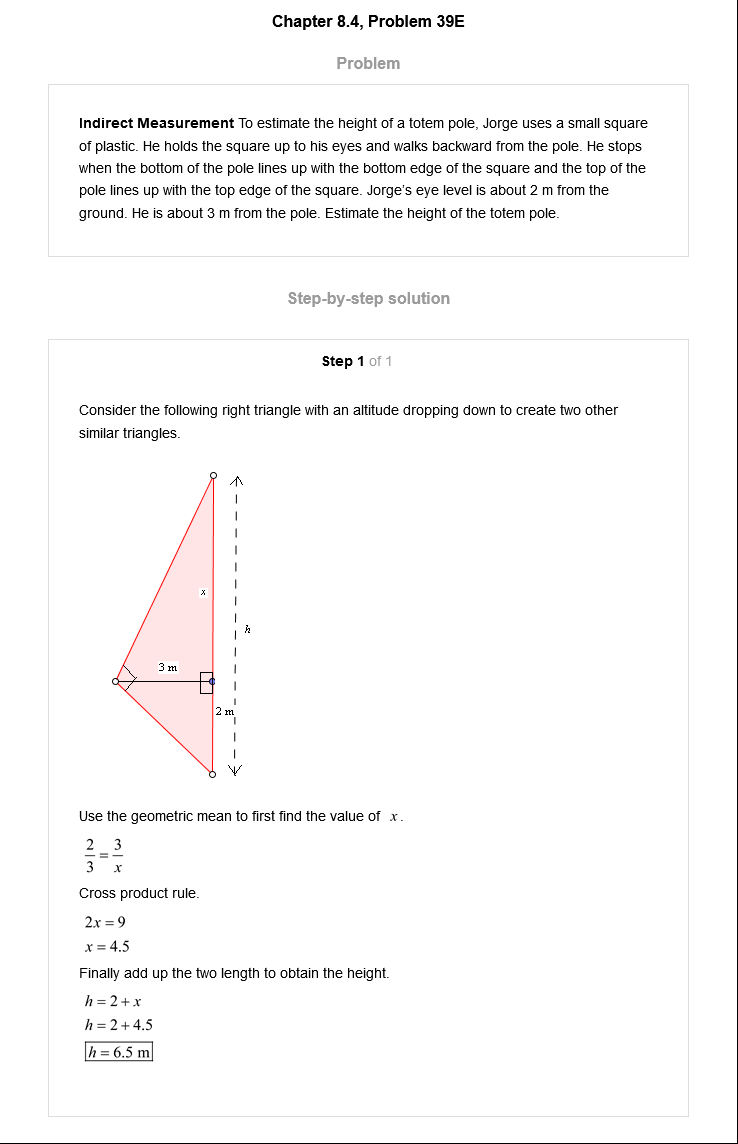 Chapter 8.4, Problem 39E
Problem
Indirect Measurement To estimate the height of a totem pole, Jorge uses a small square
of plastic. He holds the square up to his eyes and walks backward from the pole. He stops
when the bottom of the pole lines up with the bottom edge of the square and the top of the
pole lines up with the top edge of the square. Jorge's eye level is about 2 m from the
ground. He is about 3 m from the pole. Estimate the height of the totem pole.
Step-by-step solution
Step 1 of 1
Consider the following right triangle with an altitude dropping down to create two other
similar triangles.
x
h
3 m
2 m
Use the geometric mean to first find the value of x.
2/3 = 3/x
Cross product rule.
2x = 9
x = 4.5
Finally add up the two length to obtain the height.
h = 2 + x
h = 2 + 4.5
h = 6.5 m